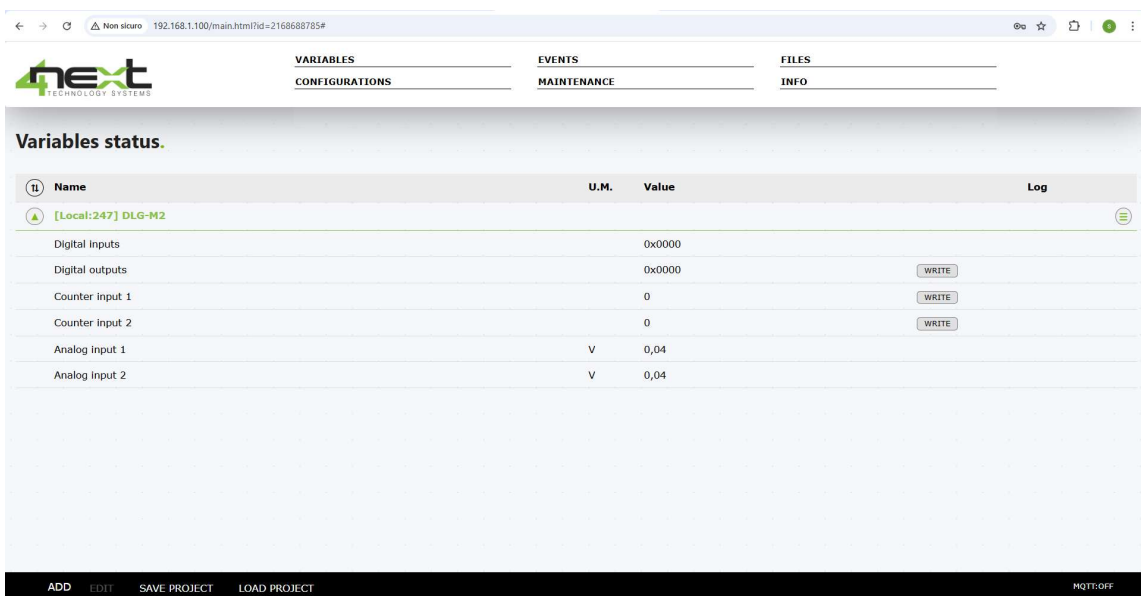 Non sicuro 192.168.1.100/main.html?id=2168688785#
S
4next
TECHNOLOGY SYSTEMS
VARIABLES EVENTS FILES
CONFIGURATIONS MAINTENANCE INFO
Variables status.
Name U.M. Value Log
[Local:247] DLG-M2
Digital inputs 0x0000
Digital outputs 0x0000 WRITE
Counter input 1 0 WRITE
Counter input 2 0 WRITE
Analog input 1 V 0,04
Analog input 2 V 0,04
ADD EDIT SAVE PROJECT LOAD PROJECT MQTT:OFF